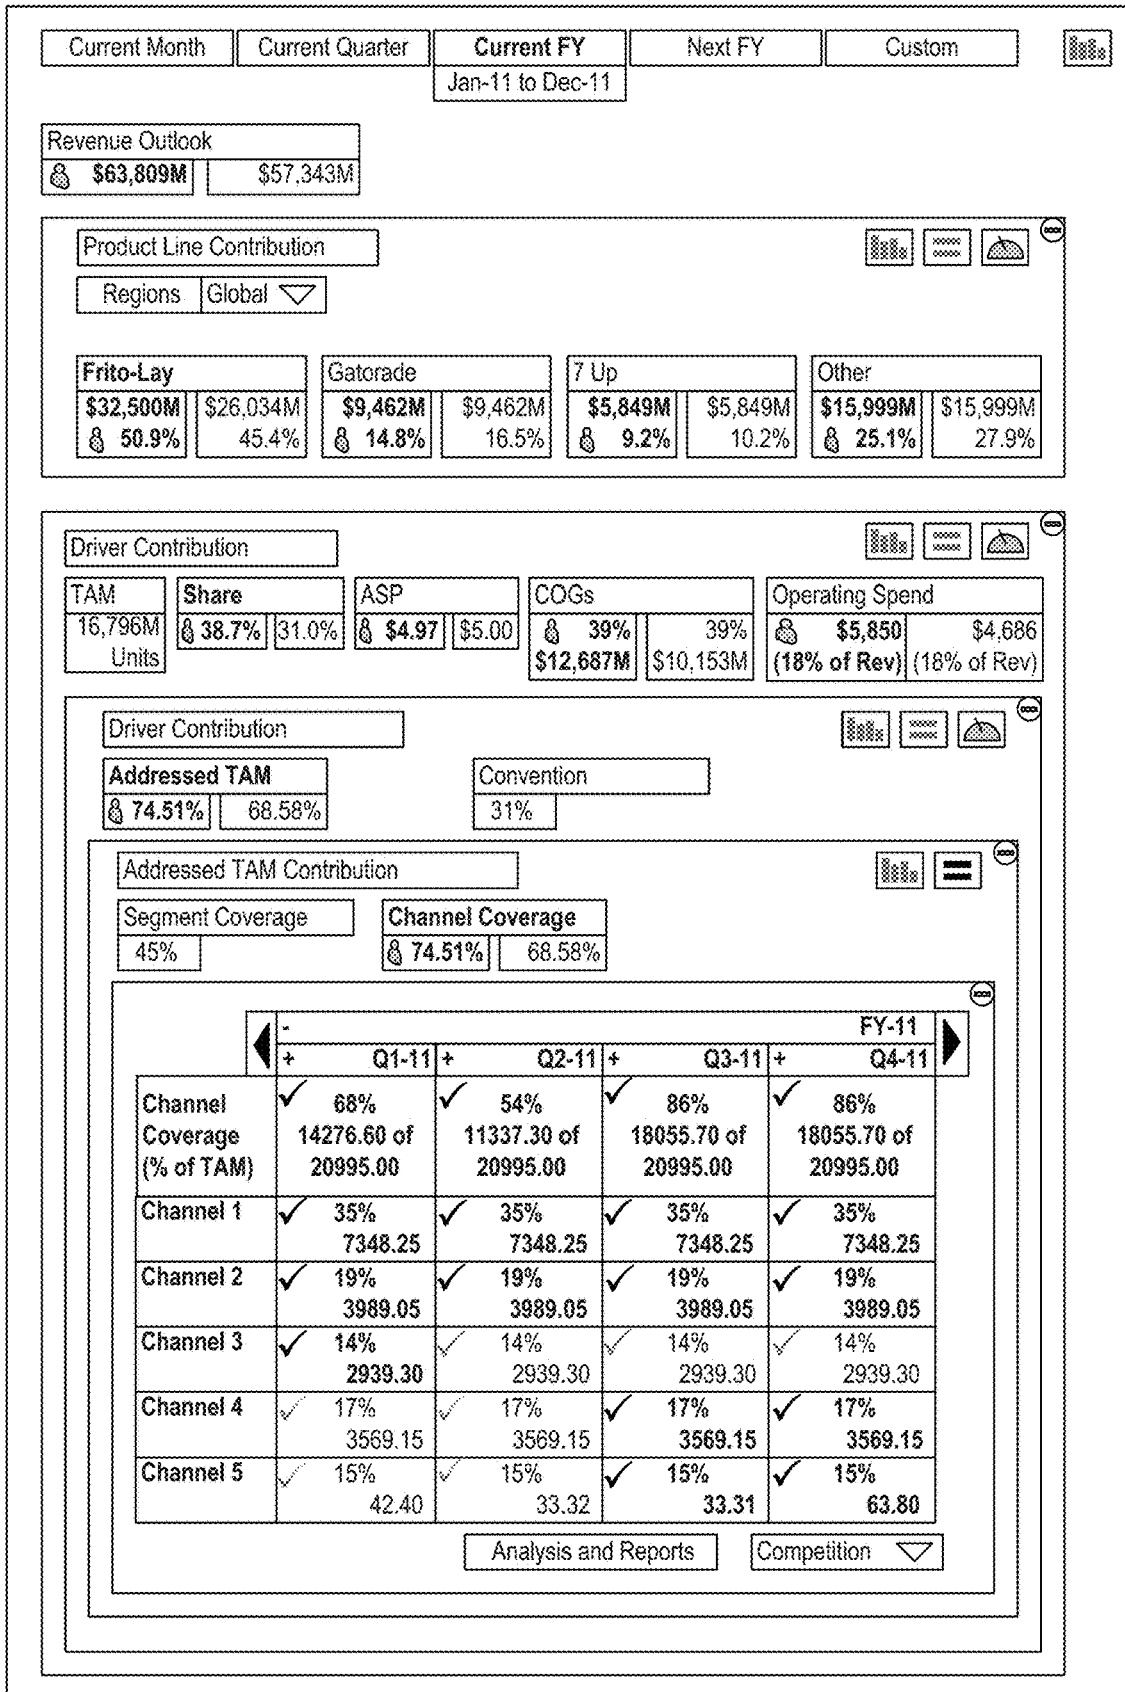 Current Month Current Quarter Current FY Next FY Custom
Jan-11 to Dec-11
Revenue Outlook
$63,809M $57,343M
Product Line Contribution
Regions Global
Frito-Lay Gatorade 7 Up Other
$32,500M $26,034M $9,462M $9,462M $5,849M $5,849M $15,999M $15,999M
50.9% 45.4% 14.8% 16.5% 9.2% 10.2% 25.1% 27.9%
Driver Contribution
TAM Share ASP COGs Operating Spend
16,796M 38.7% 31.0% $4.97 $5.00 39% 39% $5,850 $4,686
Units $12,687M $10,153M (18% of Rev) (18% of Rev)
Driver Contribution
Addressed TAM Convention
74.51% 68.58% 31%
Addressed TAM Contribution
Segment Coverage Channel Coverage
45% 74.51% 68.58%
- FY-11
+ Q1-11 + Q2-11 + Q3-11 + Q4-11
Channel 68% 54% 86% 86%
Coverage 14276.60 of 11337.30 of 18055.70 of 18055.70 of
(% of TAM) 20995.00 20995.00 20995.00 20995.00
Channel 1 35% 35% 35% 35%
7348.25 7348.25 7348.25 7348.25
Channel 2 19% 19% 19% 19%
3989.05 3989.05 3989.05 3989.05
Channel 3 14% 14% 14% 14%
2939.30 2939.30 2939.30 2939.30
Channel 4 17% 17% 17% 17%
3569.15 3569.15 3569.15 3569.15
Channel 5 15% 15% 15% 15%
42.40 33.32 33.31 63.80
Analysis and Reports Competition